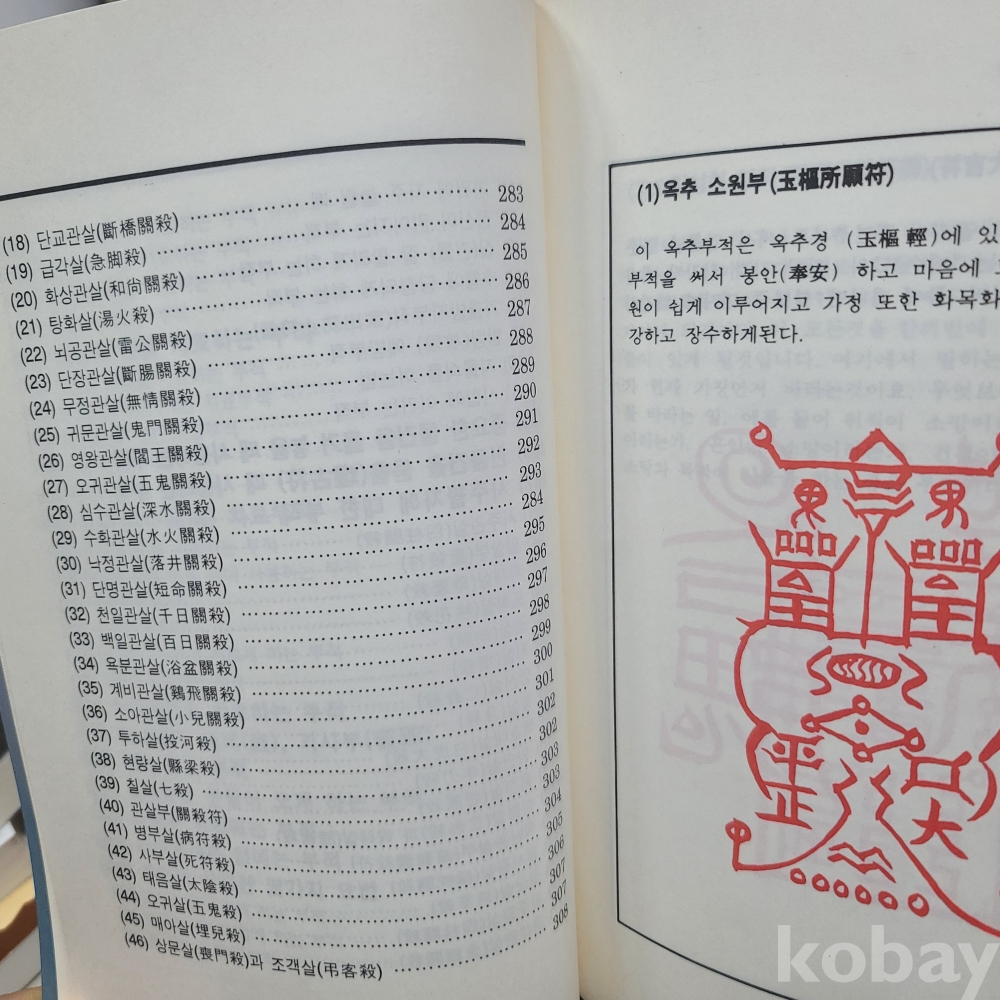 (18) 단교관살(斷橋關殺) ………… 283
(19) 급각살(急脚殺) ………… 284
(20) 화상관살(和尙關殺) ………… 285
(21) 탕화살(湯火殺) ………… 286
(22) 뇌공관살(雷公關殺) ………… 287
(23) 단장관살(斷腸關殺) ………… 288
(24) 무정관살(無情關殺) ………… 289
(25) 귀문관살(鬼門關殺) ………… 290
(26) 영왕관살(閻王關殺) ………… 291
(27) 오귀관살(五鬼關殺) ………… 292
(28) 심수관살(深水關殺) ………… 293
(29) 수화관살(水火關殺) ………… 284
(30) 낙정관살(落井關殺) ………… 295
(31) 단명관살(短命關殺) ………… 296
(32) 천일관살(千日關殺) ………… 297
(33) 백일관살(百日關殺) ………… 298
(34) 욕분관살(浴盆關殺) ………… 299
(35) 계비관살(鷄飛關殺) ………… 300
(36) 소아관살(小兒關殺) ………… 301
(37) 투하살(投河殺) ………… 302
(38) 현량살(縣梁殺) ………… 302
(39) 칠살(七殺) ………… 303
(40) 관살부(關殺符) ………… 303
(41) 병부살(病符殺) ………… 304
(42) 사부살(死符殺) ………… 305
(43) 태음살(太陰殺) ………… 306
(44) 오귀살(五鬼殺) ………… 307
(45) 매아살(埋兒殺) ………… 307
(46) 상문살(喪門殺)과 조객살(弔客殺) ………… 308
(1)옥추 소원부(玉樞所願符)
이 옥추부적은 옥추경 (玉樞輕)에 있
부적을 써서 봉안(奉安) 하고 마음에
원이 쉽게 이루어지고 가정 또한 화목화
강하고 장수하게된다.
正
大
kobay